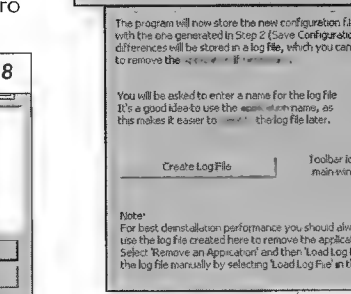 ro
8
The program will now store the new configuration f
with the one generated in Step 2 (Save Configuratio
differences will be stored in a log file, which you can
to remove the if
You will be asked to enter a name for the log file
It's a good idea to use the name, as
this makes it easier to the log file later.
Create Log File
Toolbar ic
main-win
Note:
For best deinstallation performance you should alw
use the log file created here to remove the applicat
Select 'Remove an Application' and then 'Load Log
the log file manually by selecting 'Load Log File' in t